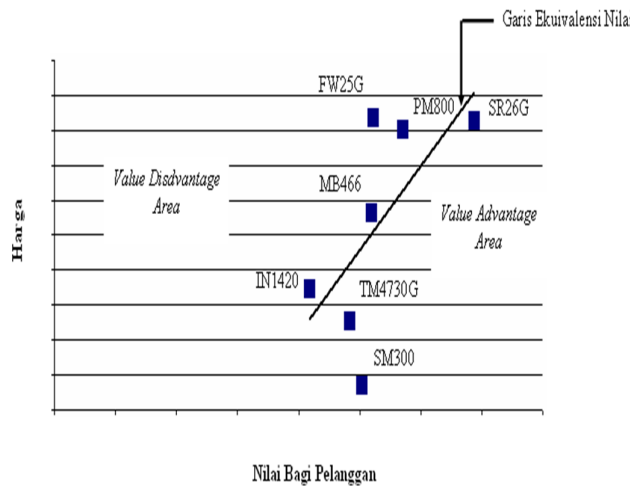 Garis Ekuivalensi Nilai
FW25G
PM800
SR26G
Value Disdvantage
Area
MB466
Value Advantage
Area
Harga
IN1420
TM4730G
SM300
Nilai Bagi Pelanggan